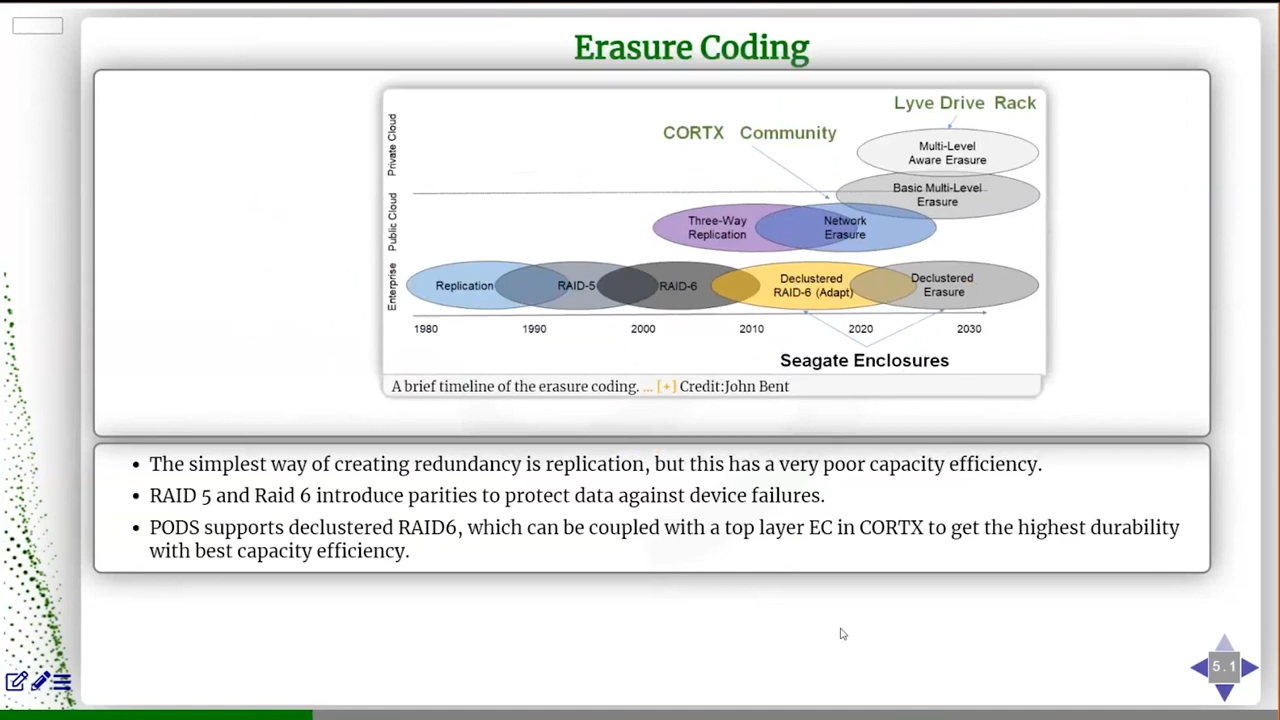 Erasure Coding
Lyve Drive Rack
CORTX Community
Private Cloud
Multi-Level
Aware Erasure
Basic Multi-Level
Erasure
Public Cloud
Three-Way
Replication
Network
Erasure
Enterprise
Replication
RAID-5
RAID-6
Declustered
RAID-6 (Adapt)
Declustered
Erasure
1980 1990 2000 2010 2020 2030
Seagate Enclosures
A brief timeline of the erasure coding. ... [+] Credit:John Bent
• The simplest way of creating redundancy is replication, but this has a very poor capacity efficiency.
• RAID 5 and Raid 6 introduce parities to protect data against device failures.
• PODS supports declustered RAID6, which can be coupled with a top layer EC in CORTX to get the highest durability
with best capacity efficiency.
5.1